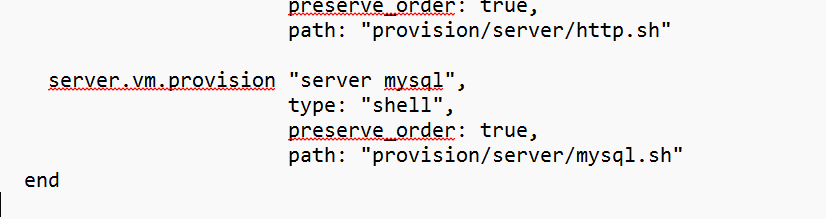 preserve_order: true,
path: "provision/server/http.sh"
server.vm.provision "server mysql",
type: "shell",
preserve_order: true,
path: "provision/server/mysql.sh"
end